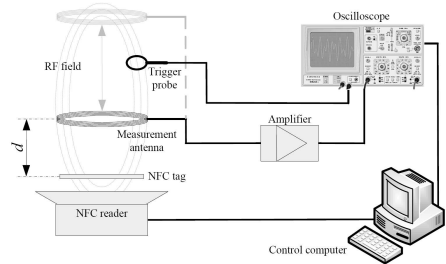 Oscilloscope
RF field
Trigger
probe
Measurement
antenna
Amplifier
d
NFC tag
NFC reader
Control computer